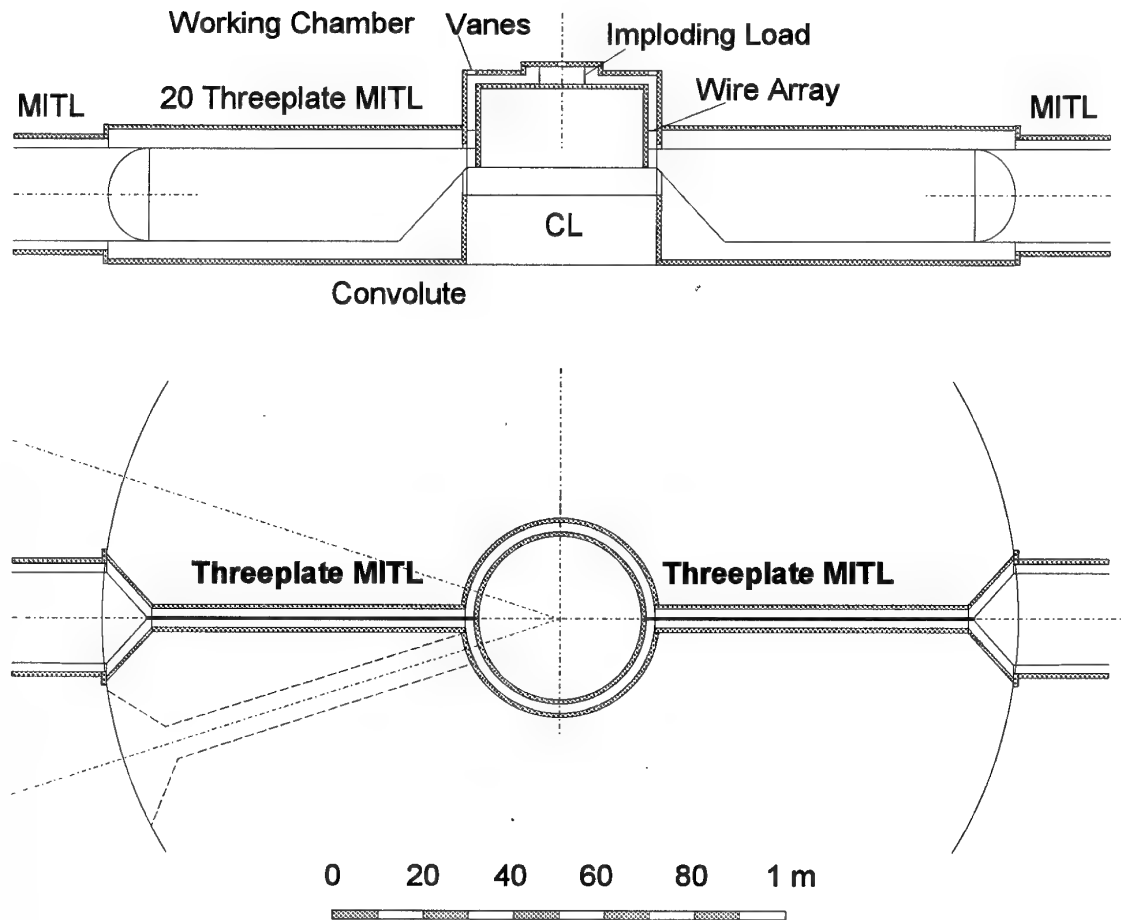 Working Chamber
Vanes
Imploding Load
MITL
20 Threeplate MITL
Wire Array
MITL
CL
Convolute
Threeplate MITL
Threeplate MITL
0 20 40 60 80 1 m